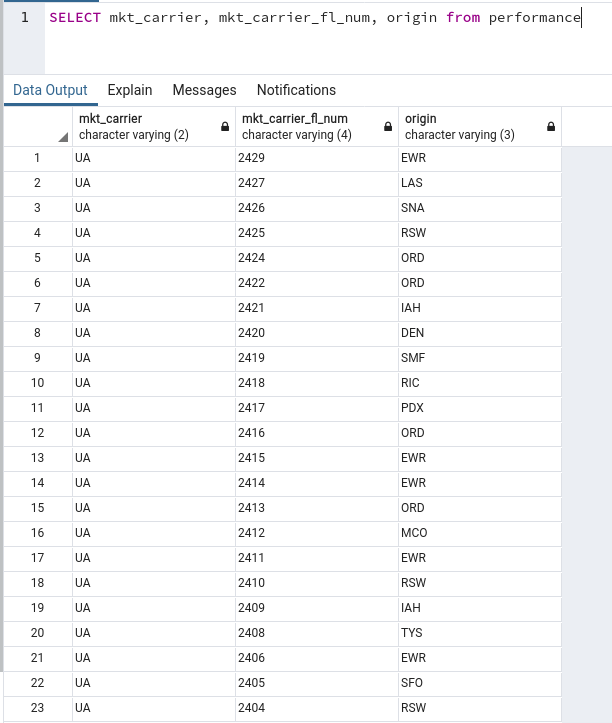 1 SELECT mkt_carrier, mkt_carrier_fl_num, origin from performance
Data Output Explain Messages Notifications
mkt_carrier mkt_carrier_fl_num origin
character varying (2) character varying (4) character varying (3)
1 UA 2429 EWR
2 UA 2427 LAS
3 UA 2426 SNA
4 UA 2425 RSW
5 UA 2424 ORD
6 UA 2422 ORD
7 UA 2421 IAH
8 UA 2420 DEN
9 UA 2419 SMF
10 UA 2418 RIC
11 UA 2417 PDX
12 UA 2416 ORD
13 UA 2415 EWR
14 UA 2414 EWR
15 UA 2413 ORD
16 UA 2412 MCO
17 UA 2411 EWR
18 UA 2410 RSW
19 UA 2409 IAH
20 UA 2408 TYS
21 UA 2406 EWR
22 UA 2405 SFO
23 UA 2404 RSW